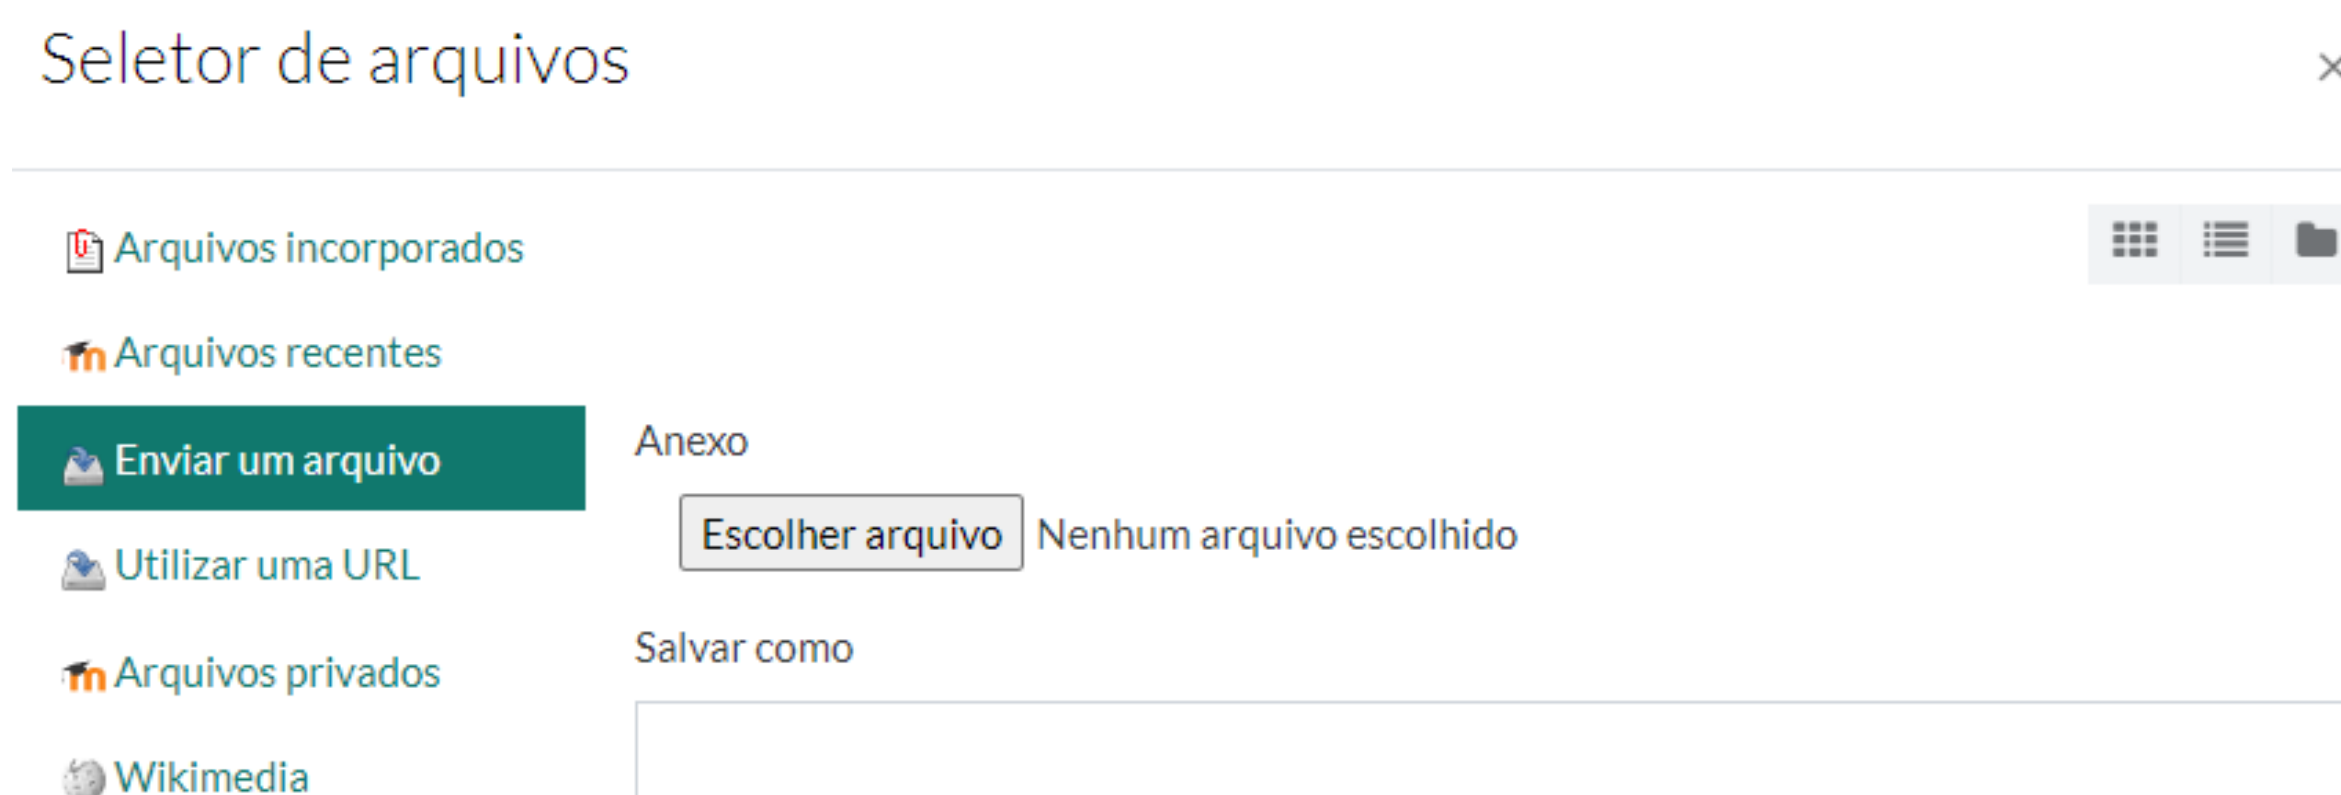 Seletor de arquivos
Arquivos incorporados
Arquivos recentes
Enviar um arquivo
Utilizar uma URL
Arquivos privados
Wikimedia
Anexo
Escolher arquivo Nenhum arquivo escolhido
Salvar como